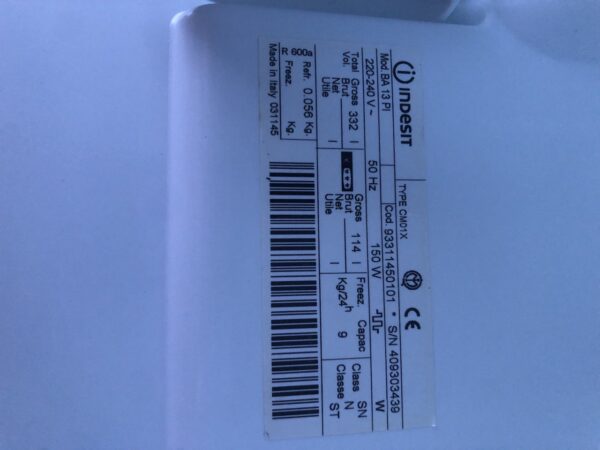 INDESIT
Mod. BA 13 PI TYPE CM01X CE
Cod. 93311450101 * S/N 409303439
220-240 V ~ 50 Hz 150 W W
Total Gross 332 l Gross 114 l Freez. Capac Class SN
Vol. Brut Brut Kg/24h 9 Classe N
Net l Net l ST
Utile Utile
R 600a Refr. 0.056 Kg.
Freez. Kg.
Made in Italy 031145